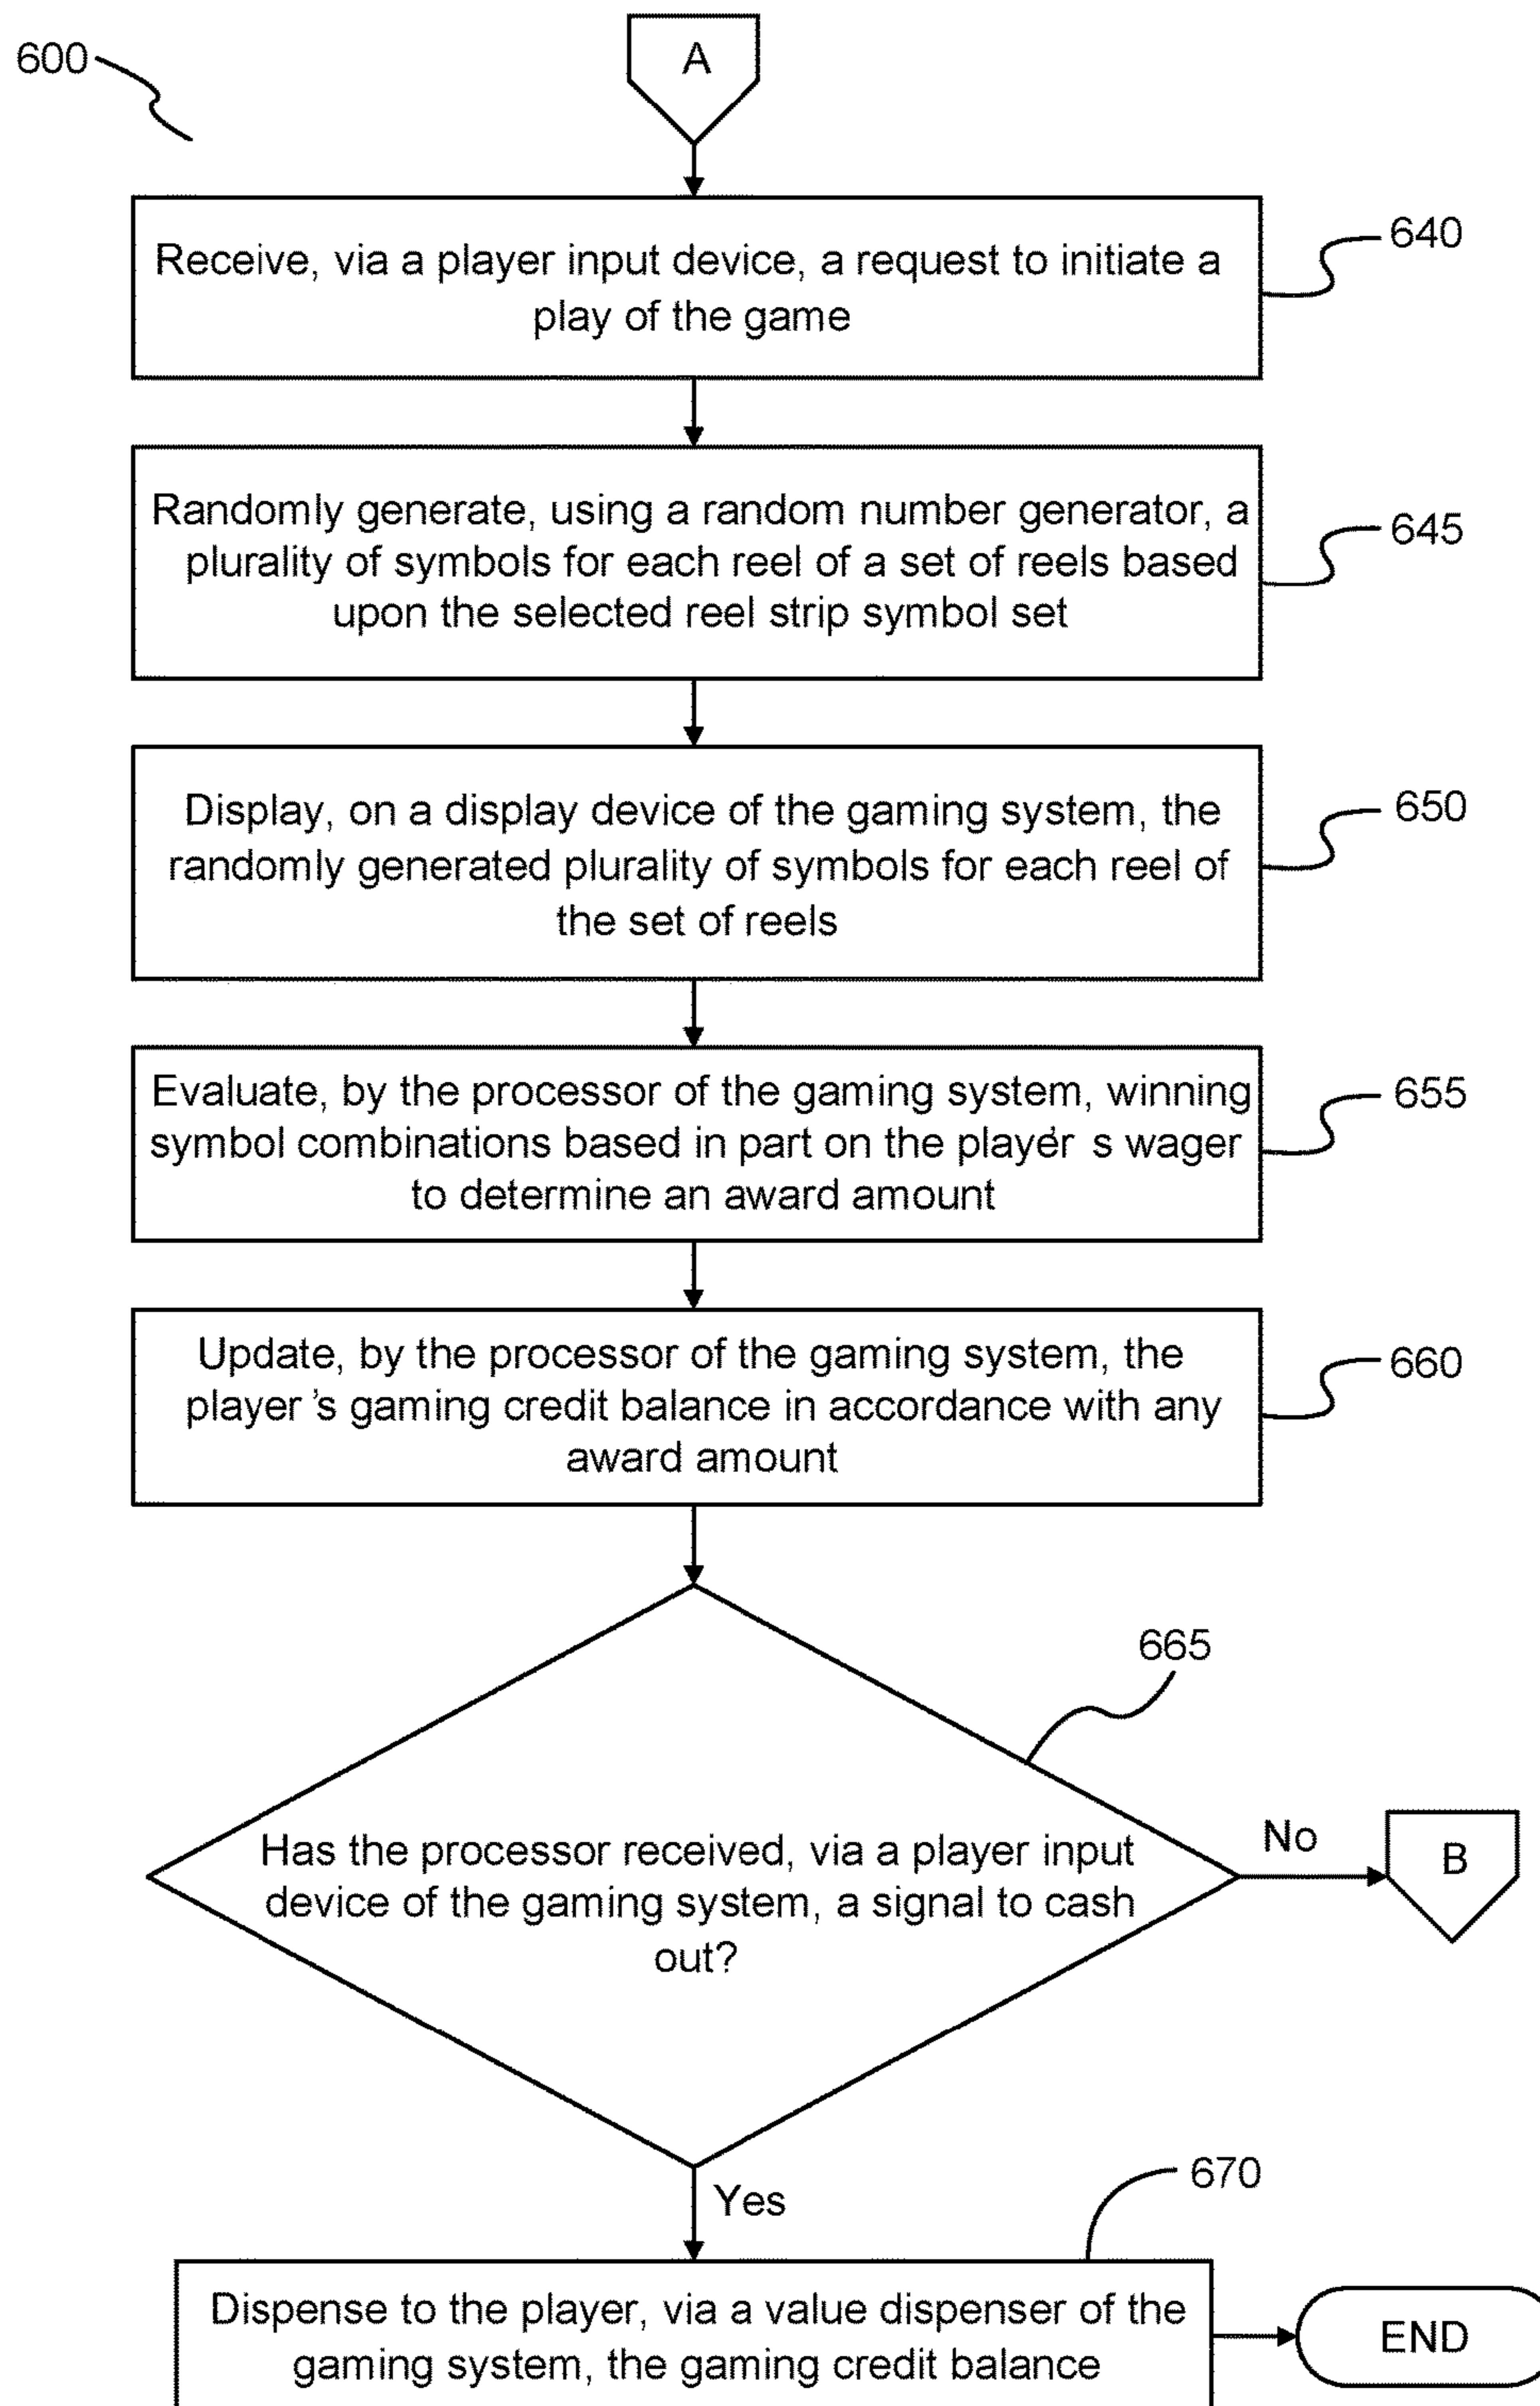 600
A
Receive, via a player input device, a request to initiate a
play of the game
640
Randomly generate, using a random number generator, a
plurality of symbols for each reel of a set of reels based
upon the selected reel strip symbol set
645
Display, on a display device of the gaming system, the
randomly generated plurality of symbols for each reel of
the set of reels
650
Evaluate, by the processor of the gaming system, winning
symbol combinations based in part on the player's wager
to determine an award amount
655
Update, by the processor of the gaming system, the
player's gaming credit balance in accordance with any
award amount
660
665
Has the processor received, via a player input
device of the gaming system, a signal to cash
out?
No
B
Yes
670
Dispense to the player, via a value dispenser of the
gaming system, the gaming credit balance
END